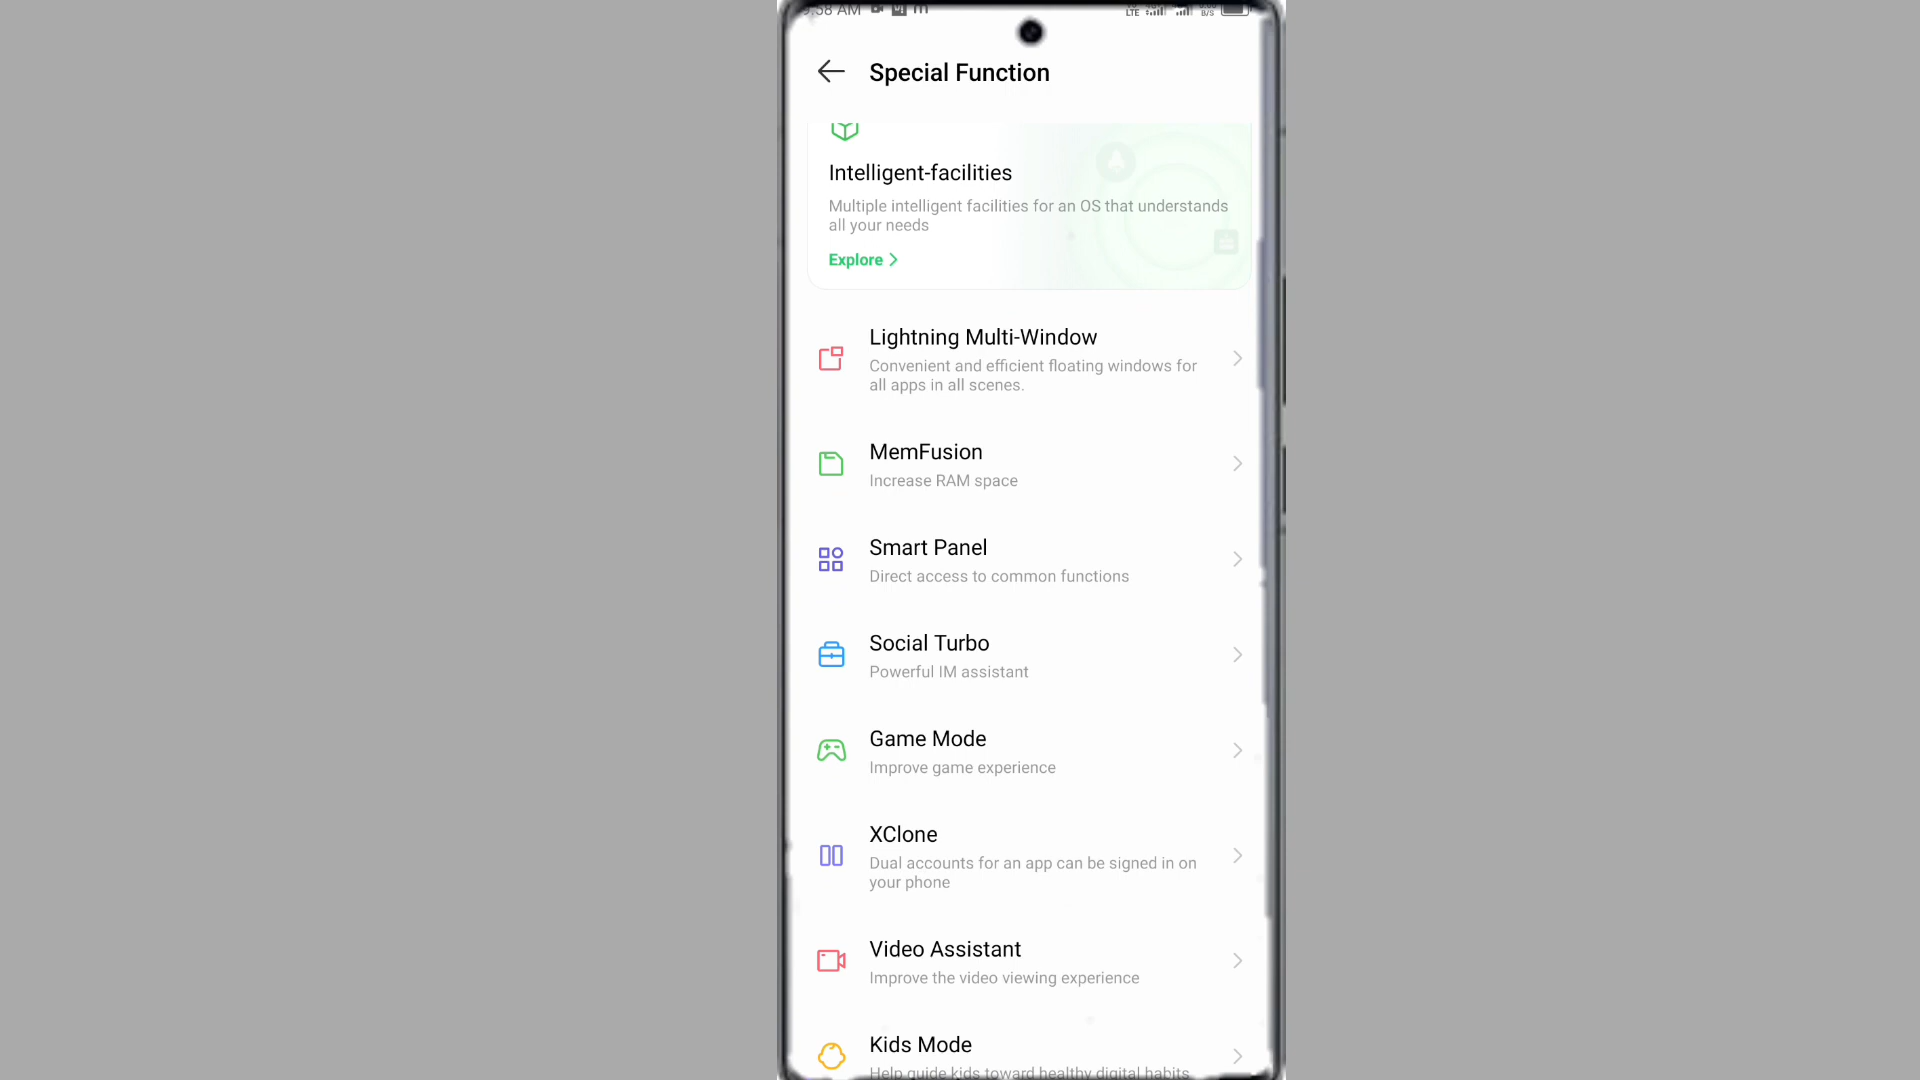 :58 AM
LTE
B/S
Special Function
Intelligent-facilities
Multiple intelligent facilities for an OS that understands
all your needs
Explore
Lightning Multi-Window
Convenient and efficient floating windows for
all apps in all scenes.
MemFusion
Increase RAM space
Smart Panel
Direct access to common functions
Social Turbo
Powerful IM assistant
Game Mode
Improve game experience
XClone
Dual accounts for an app can be signed in on
your phone
Video Assistant
Improve the video viewing experience
Kids Mode
Help guide kids toward healthy digital habits